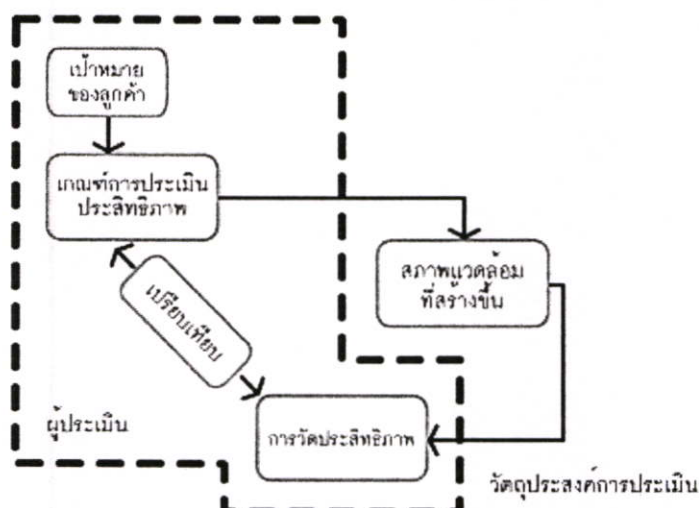 เป้าหมาย
ของลูกค้า
เกณฑ์การประเมิน
ประสิทธิภาพ
สภาพแวดล้อม
ที่สร้างขึ้น
เปรียบเทียบ
ผู้ประเมิน
การวัดประสิทธิภาพ
วัตถุประสงค์การประเมิน